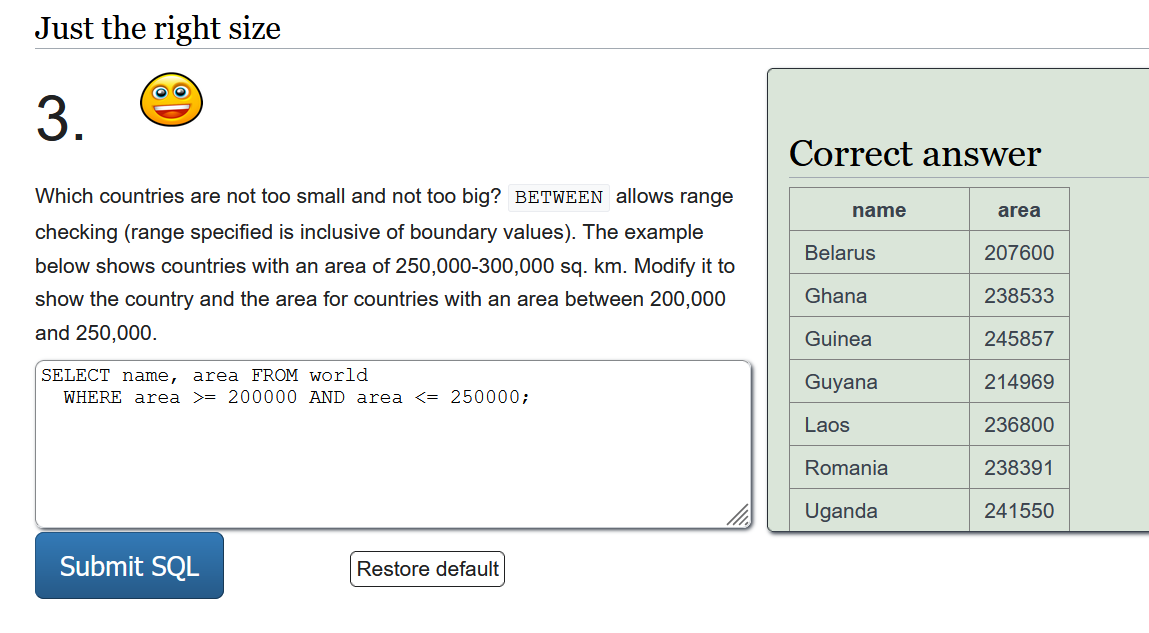 Just the right size
3.
Which countries are not too small and not too big? BETWEEN allows range
checking (range specified is inclusive of boundary values). The example
below shows countries with an area of 250,000-300,000 sq. km. Modify it to
show the country and the area for countries with an area between 200,000
and 250,000.
SELECT name, area FROM world
  WHERE area >= 200000 AND area <= 250000;
Submit SQL
Restore default
Correct answer
name area
Belarus 207600
Ghana 238533
Guinea 245857
Guyana 214969
Laos 236800
Romania 238391
Uganda 241550